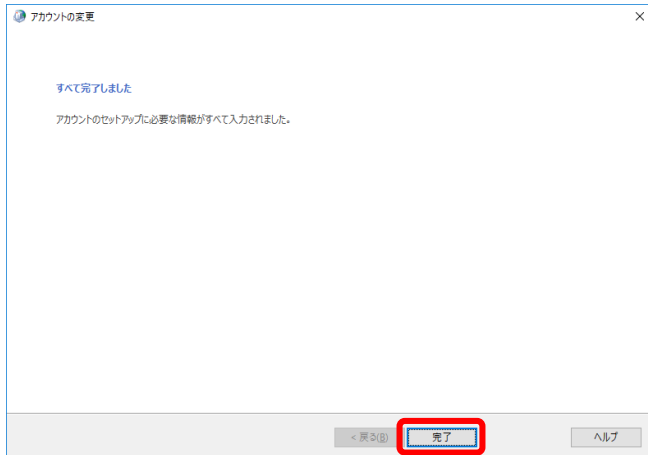 アカウントの変更
すべて完了しました
アカウントのセットアップに必要な情報がすべて入力されました。
< 戻る(B)
完了
ヘルプ